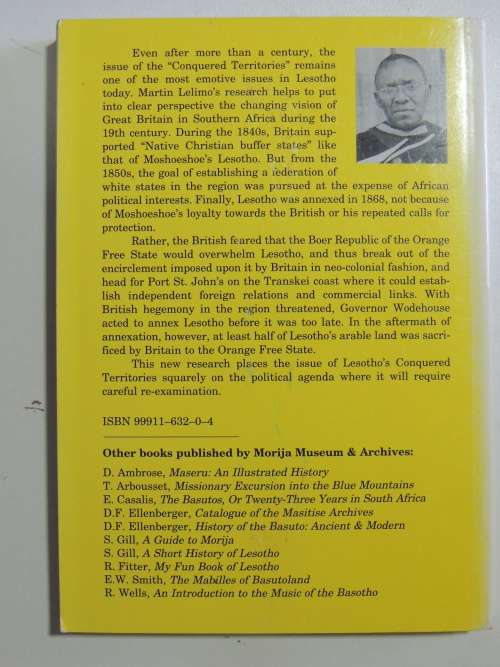 Even after more than a century, the
issue of the “Conquered Territories” remains
one of the most emotive issues in Lesotho
today. Martin Lelimo’s research helps to put
into clear perspective the changing vision of
Great Britain in Southern Africa during the
19th century. During the 1840s, Britain sup-
ported “Native Christian buffer states” like
that of Moshoeshoe’s Lesotho. But from the
1850s, the goal of establishing a federation of
white states in the region was pursued at the expense of African
political interests. Finally, Lesotho was annexed in 1868, not because
of Moshoeshoe’s loyalty towards the British or his repeated calls for
protection.
Rather, the British feared that the Boer Republic of the Orange
Free State would overwhelm Lesotho, and thus break out of the
encirclement imposed upon it by Britain in neo-colonial fashion, and
head for Port St. John’s on the Transkei coast where it could estab-
lish independent foreign relations and commercial links. With
British hegemony in the region threatened, Governor Wodehouse
acted to annex Lesotho before it was too late. In the aftermath of
annexation, however, at least half of Lesotho’s arable land was sacri-
ficed by Britain to the Orange Free State.
This new research places the issue of Lesotho’s Conquered
Territories squarely on the political agenda where it will require
careful re-examination.
ISBN 99911–632–0–4
Other books published by Morija Museum & Archives:
D. Ambrose, Maseru: An Illustrated History
T. Arbousset, Missionary Excursion into the Blue Mountains
E. Casalis, The Basutos, Or Twenty-Three Years in South Africa
D.F. Ellenberger, Catalogue of the Masitise Archives
D.F. Ellenberger, History of the Basuto: Ancient & Modern
S. Gill, A Guide to Morija
S. Gill, A Short History of Lesotho
R. Fitter, My Fun Book of Lesotho
E.W. Smith, The Mabilles of Basutoland
R. Wells, An Introduction to the Music of the Basotho